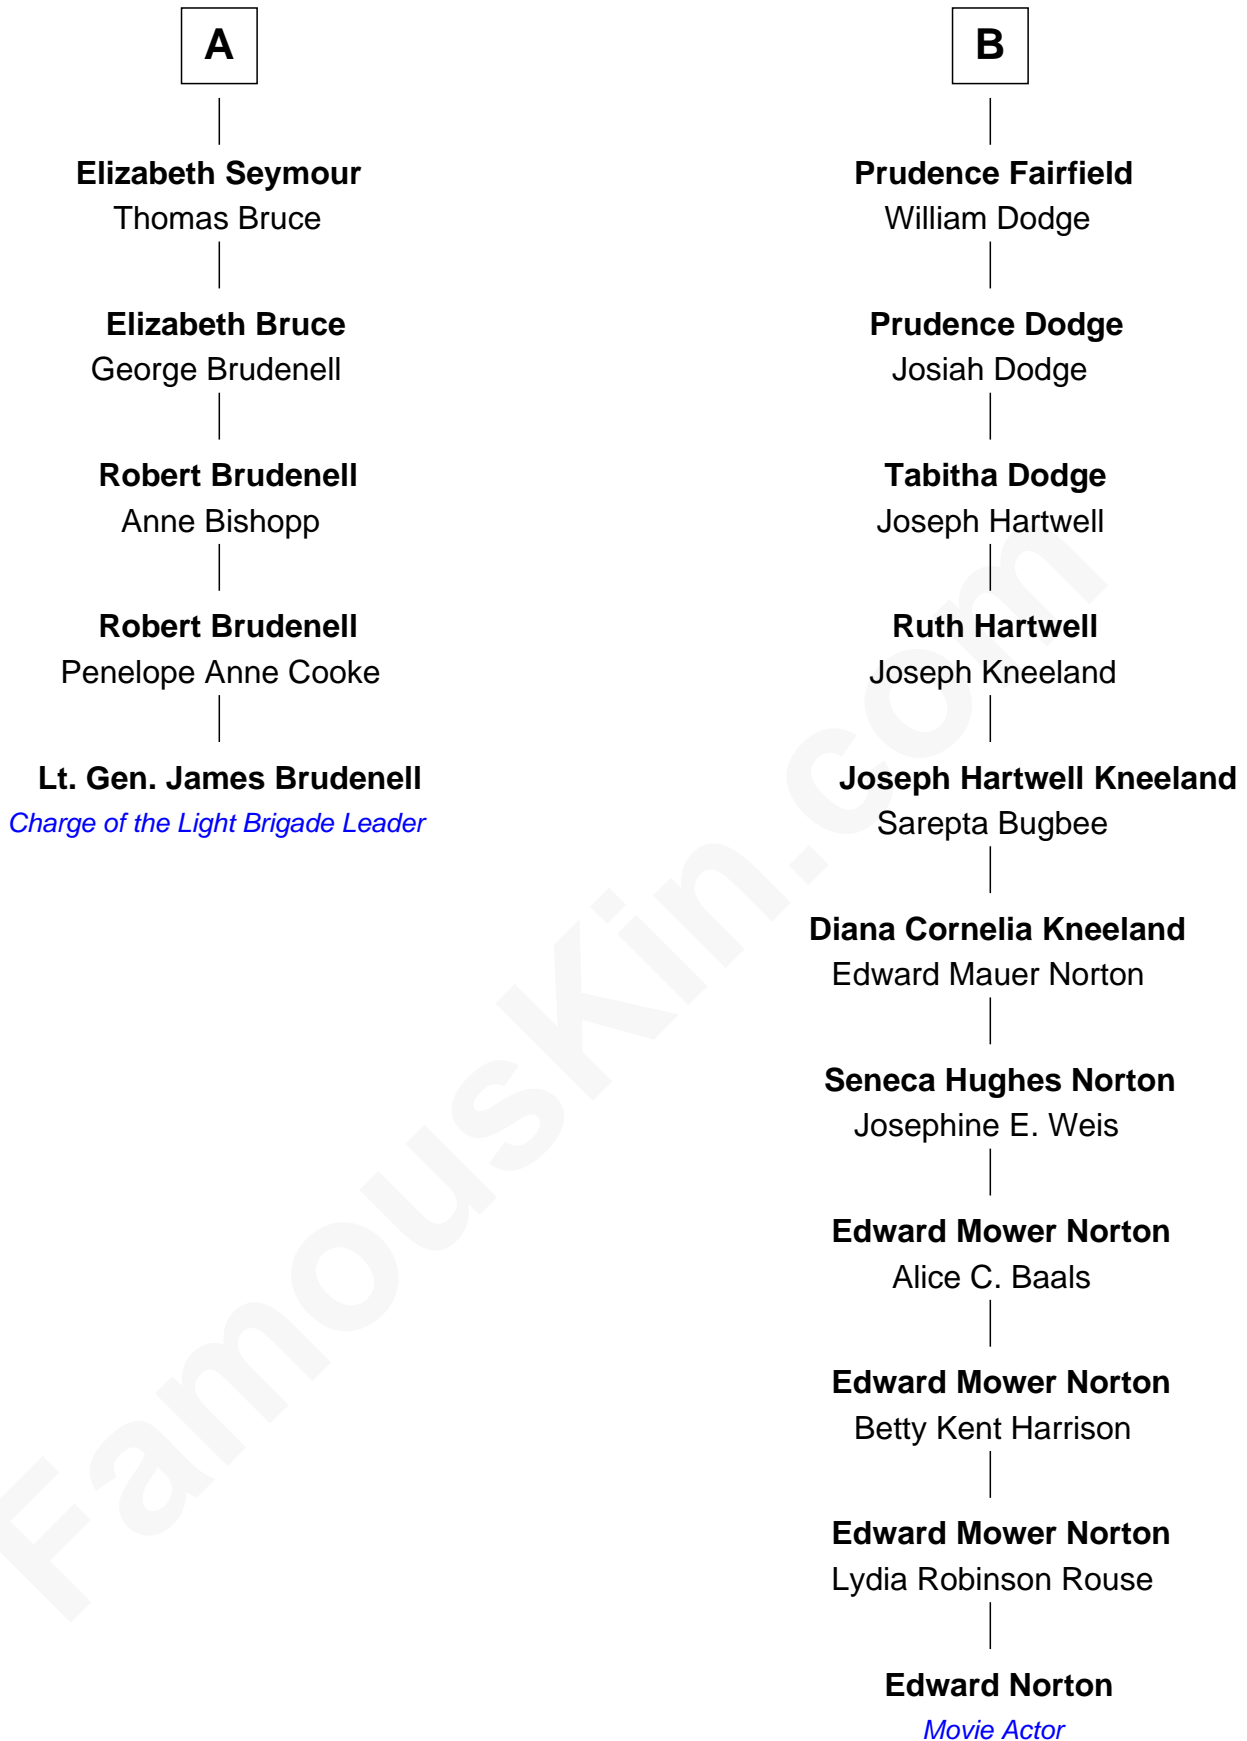 A
Elizabeth Seymour
Thomas Bruce
Elizabeth Bruce
George Brudenell
Robert Brudenell
Anne Bishopp
Robert Brudenell
Penelope Anne Cooke
Lt. Gen. James Brudenell
Charge of the Light Brigade Leader
B
Prudence Fairfield
William Dodge
Prudence Dodge
Josiah Dodge
Tabitha Dodge
Joseph Hartwell
Ruth Hartwell
Joseph Kneeland
Joseph Hartwell Kneeland
Sarepta Bugbee
Diana Cornelia Kneeland
Edward Mauer Norton
Seneca Hughes Norton
Josephine E. Weis
Edward Mower Norton
Alice C. Baals
Edward Mower Norton
Betty Kent Harrison
Edward Mower Norton
Lydia Robinson Rouse
Edward Norton
Movie Actor
FamousKin.com